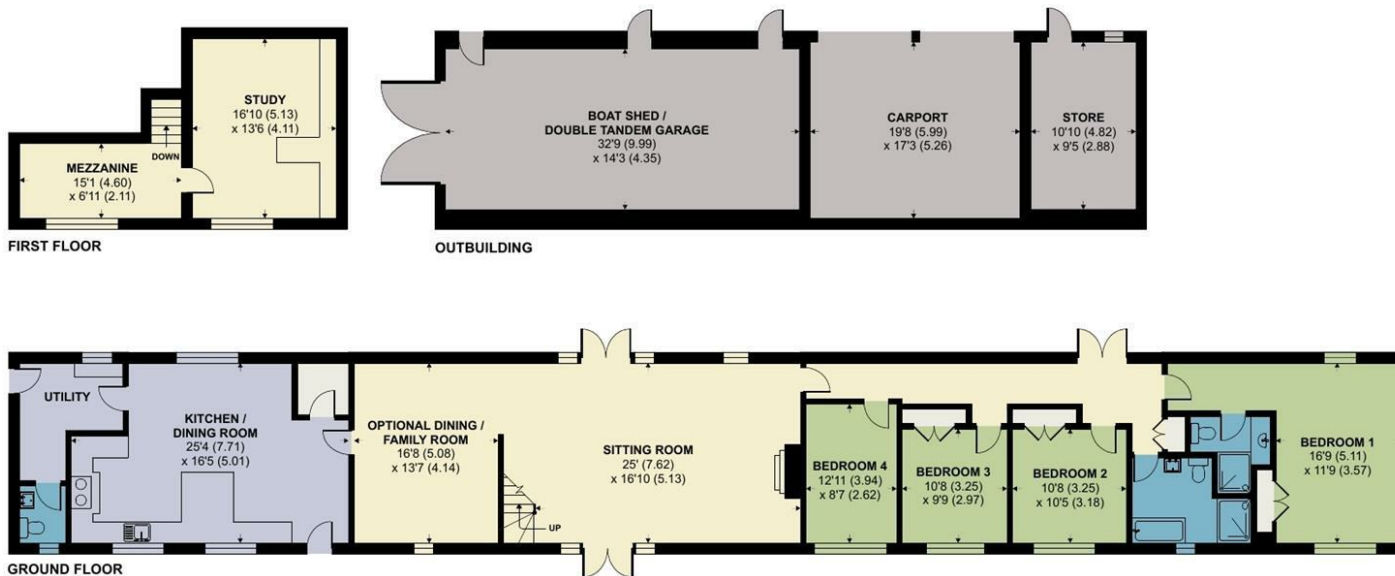 STUDY
16'10 (5.13)
x 13'6 (4.11)
DOWN
MEZZANINE
15'1 (4.60)
x 6'11 (2.11)
FIRST FLOOR
BOAT SHED /
DOUBLE TANDEM GARAGE
32'9 (9.99)
x 14'3 (4.35)
CARPORT
19'8 (5.99)
x 17'3 (5.26)
STORE
10'10 (4.82)
x 9'5 (2.88)
OUTBUILDING
UTILITY
KITCHEN /
DINING ROOM
25'4 (7.71)
x 16'5 (5.01)
OPTIONAL DINING /
FAMILY ROOM
16'8 (5.08)
x 13'7 (4.14)
SITTING ROOM
25' (7.62)
x 16'10 (5.13)
UP
BEDROOM 4
12'11 (3.94)
x 8'7 (2.62)
BEDROOM 3
10'8 (3.25)
x 9'9 (2.97)
BEDROOM 2
10'8 (3.25)
x 10'5 (3.18)
BEDROOM 1
16'9 (5.11)
x 11'9 (3.57)
GROUND FLOOR